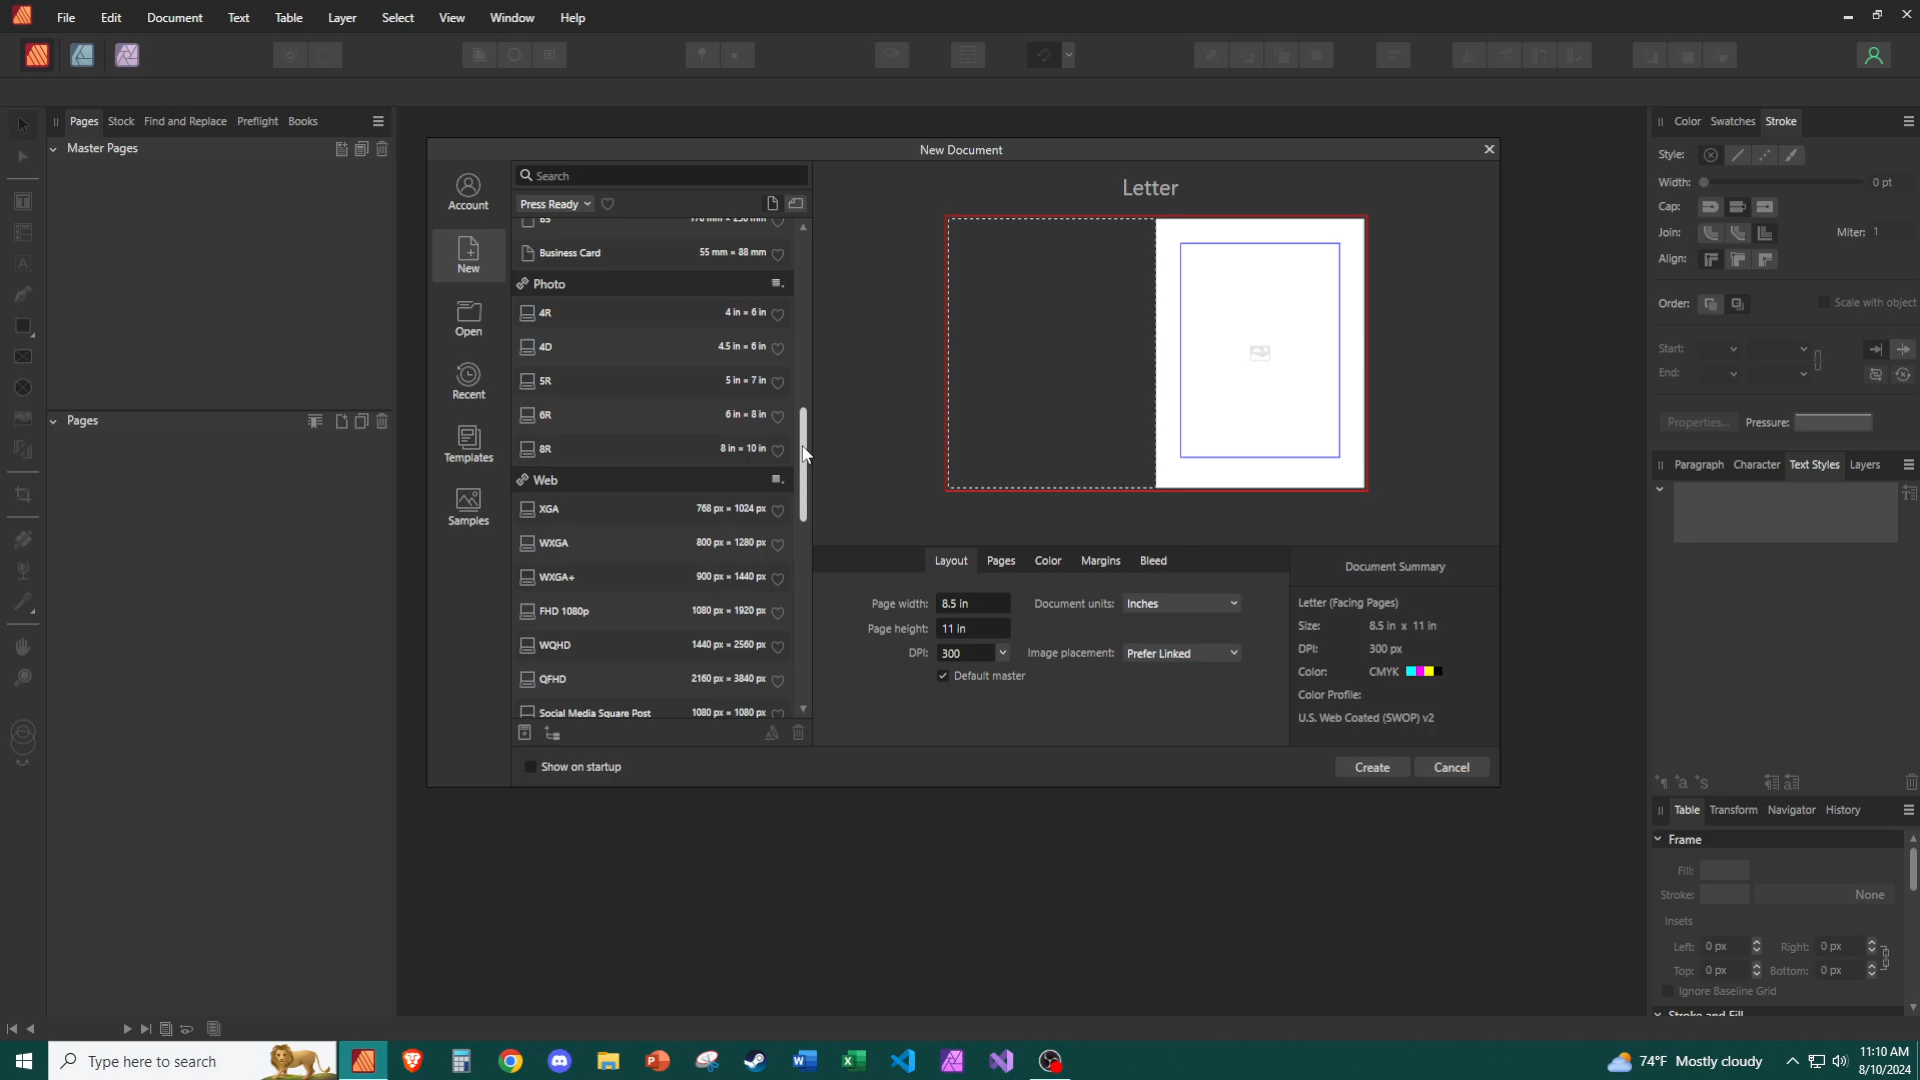 File Edit Document Text Table Layer Select View Window Help
Pages Stock Find and Replace Preflight Books
Master Pages
Pages
New Document
Account
New
Open
Recent
Templates
Samples
Search
Press Ready
B5 176 mm × 250 mm
Business Card 55 mm × 88 mm
Photo
4R 4 in × 6 in
4D 4.5 in × 6 in
5R 5 in × 7 in
6R 6 in × 8 in
8R 8 in × 10 in
Web
XGA 768 px × 1024 px
WXGA 800 px × 1280 px
WXGA+ 900 px × 1440 px
FHD 1080p 1080 px × 1920 px
WQHD 1440 px × 2560 px
QFHD 2160 px × 3840 px
Social Media Square Post 1080 px × 1080 px
Show on startup
Letter
Layout Pages Color Margins Bleed
Page width: 8.5 in Document units: Inches
Page height: 11 in
DPI: 300 Image placement: Prefer Linked
Default master
Document Summary
Letter (Facing Pages)
Size: 8.5 in x 11 in
DPI: 300 px
Color: CMYK
Color Profile:
U.S. Web Coated (SWOP) v2
Create Cancel
Color Swatches Stroke
Style:
Width: 0 pt
Cap:
Join: Miter: 1
Align:
Order: Scale with object
Start:
End:
Properties... Pressure:
Paragraph Character Text Styles Layers
Table Transform Navigator History
Frame
Fill:
Stroke: None
Insets
Left: 0 px Right: 0 px
Top: 0 px Bottom: 0 px
Ignore Baseline Grid
Stroke and Fill
Type here to search
74°F Mostly cloudy
11:10 AM
8/10/2024